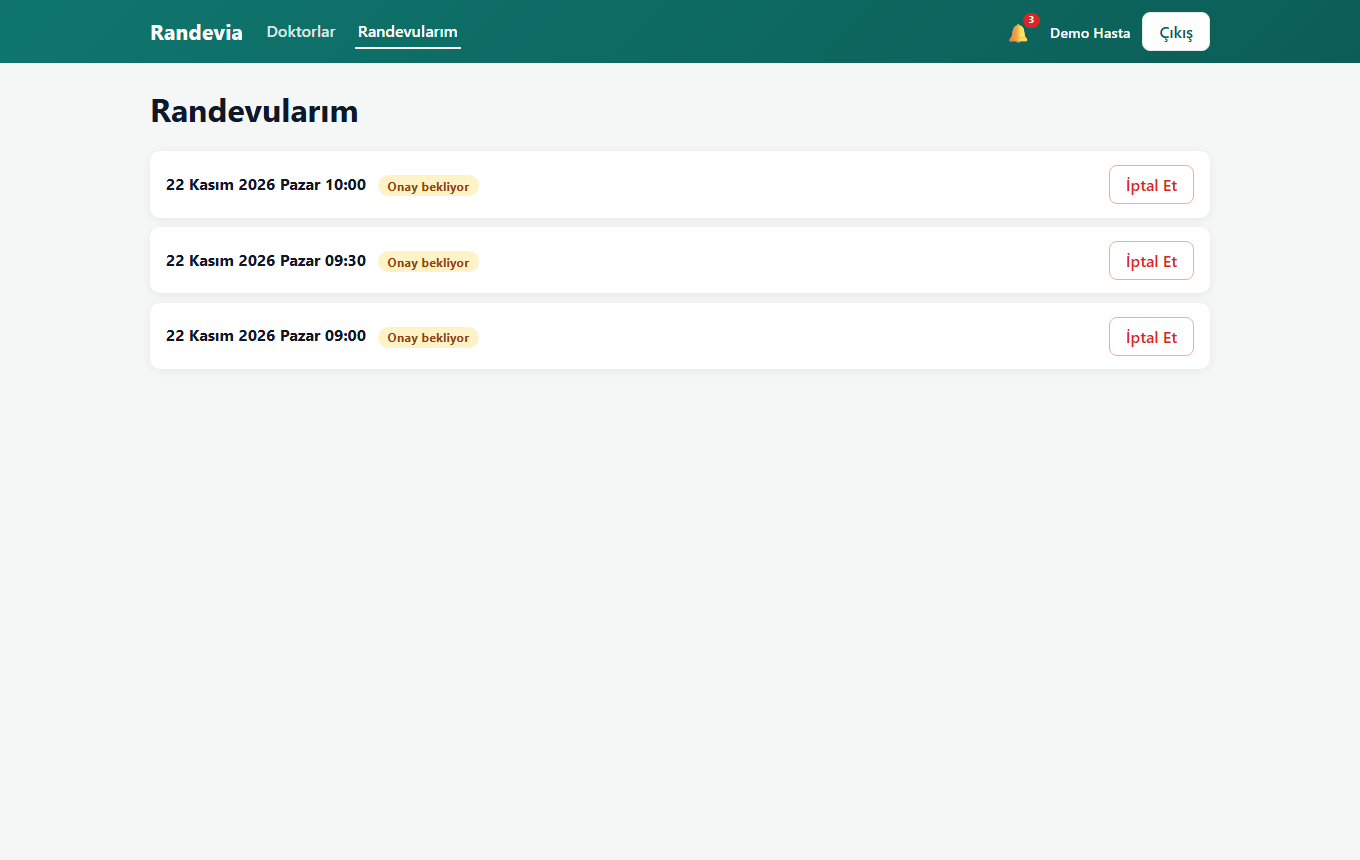 Randevia Doktorlar Randevularım 3 Demo Hasta Çıkış
Randevularım
22 Kasım 2026 Pazar 10:00 Onay bekliyor İptal Et
22 Kasım 2026 Pazar 09:30 Onay bekliyor İptal Et
22 Kasım 2026 Pazar 09:00 Onay bekliyor İptal Et